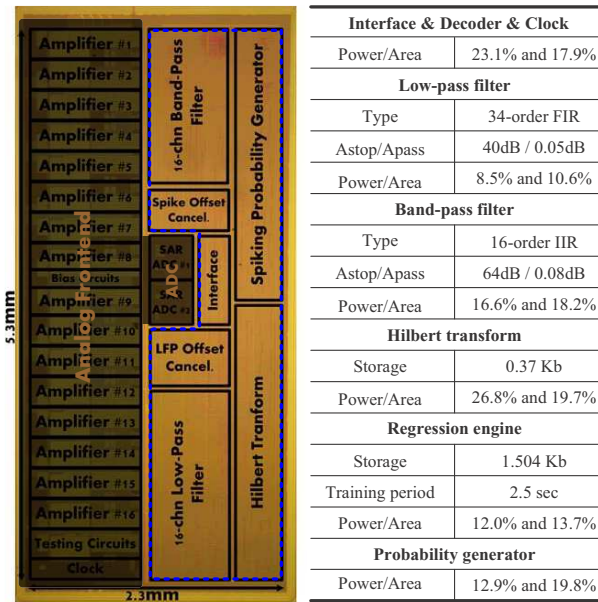 5.3mm
Amplifier #1
Amplifier #2
Amplifier #3
Amplifier #4
Amplifier #5
Amplifier #6
Amplifier #7
Amplifier #8
Bias Circuits
Amplifier #9
Amplifier #10
Amplifier #11
Amplifier #12
Amplifier #13
Amplifier #14
Amplifier #15
Amplifier #16
Testing Circuits
Clock
Analog Frontend
16-chn Band-Pass
Filter
Spike Offset
Cancel.
SAR
ADC #1
SAR
ADC #2
ADC
Interface
LFP Offset
Cancel.
16-chn Low-Pass
Filter
Spiking Probability Generator
Hilbert Tranform
2.3mm
Interface & Decoder & Clock
Power/Area 23.1% and 17.9%
Low-pass filter
Type 34-order FIR
Astop/Apass 40dB / 0.05dB
Power/Area 8.5% and 10.6%
Band-pass filter
Type 16-order IIR
Astop/Apass 64dB / 0.08dB
Power/Area 16.6% and 18.2%
Hilbert transform
Storage 0.37 Kb
Power/Area 26.8% and 19.7%
Regression engine
Storage 1.504 Kb
Training period 2.5 sec
Power/Area 12.0% and 13.7%
Probability generator
Power/Area 12.9% and 19.8%